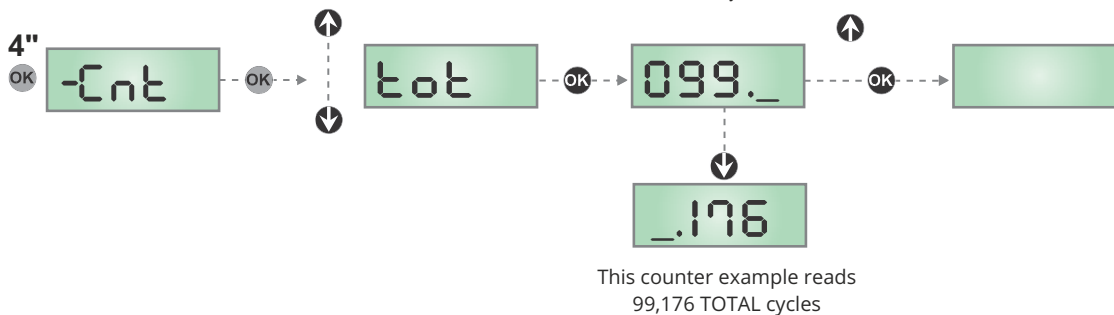 4"
OK -Cnt OK tot OK 099._ OK
_.176
This counter example reads
99,176 TOTAL cycles